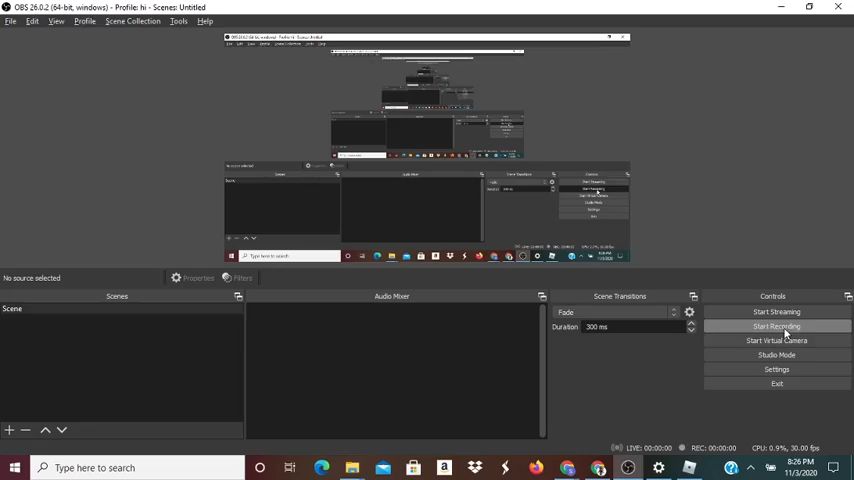 OBS 26.0.2 (64-bit, windows) - Profile: hi - Scenes: Untitled
File Edit View Profile Scene Collection Tools Help
No source selected Properties Filters
Scenes Audio Mixer Scene Transitions Controls
Scene
Fade
Duration 300 ms
Start Streaming
Start Recording
Start Virtual Camera
Studio Mode
Settings
Exit
LIVE: 00:00:00 REC: 00:00:00 CPU: 0.9%, 30.00 fps
Type here to search
8:26 PM
11/3/2020